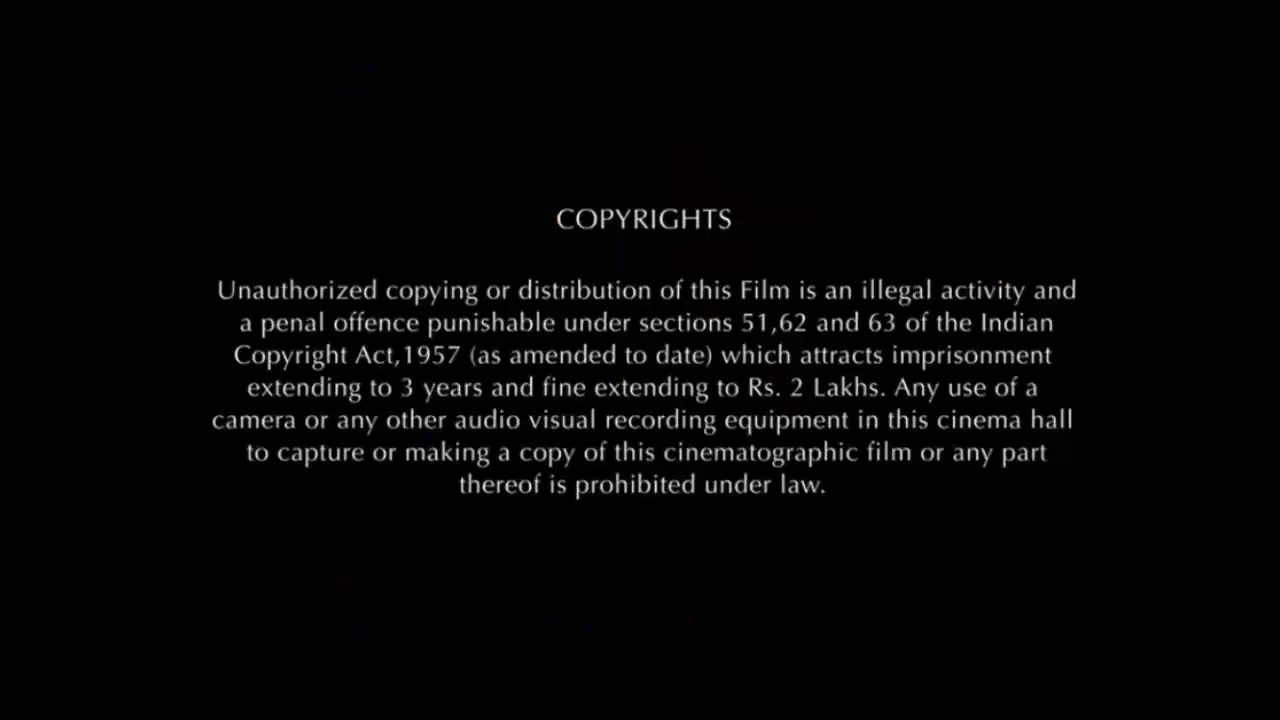 COPYRIGHTS
Unauthorized copying or distribution of this Film is an illegal activity and
a penal offence punishable under sections 51,62 and 63 of the Indian
Copyright Act,1957 (as amended to date) which attracts imprisonment
extending to 3 years and fine extending to Rs. 2 Lakhs. Any use of a
camera or any other audio visual recording equipment in this cinema hall
to capture or making a copy of this cinematographic film or any part
thereof is prohibited under law.